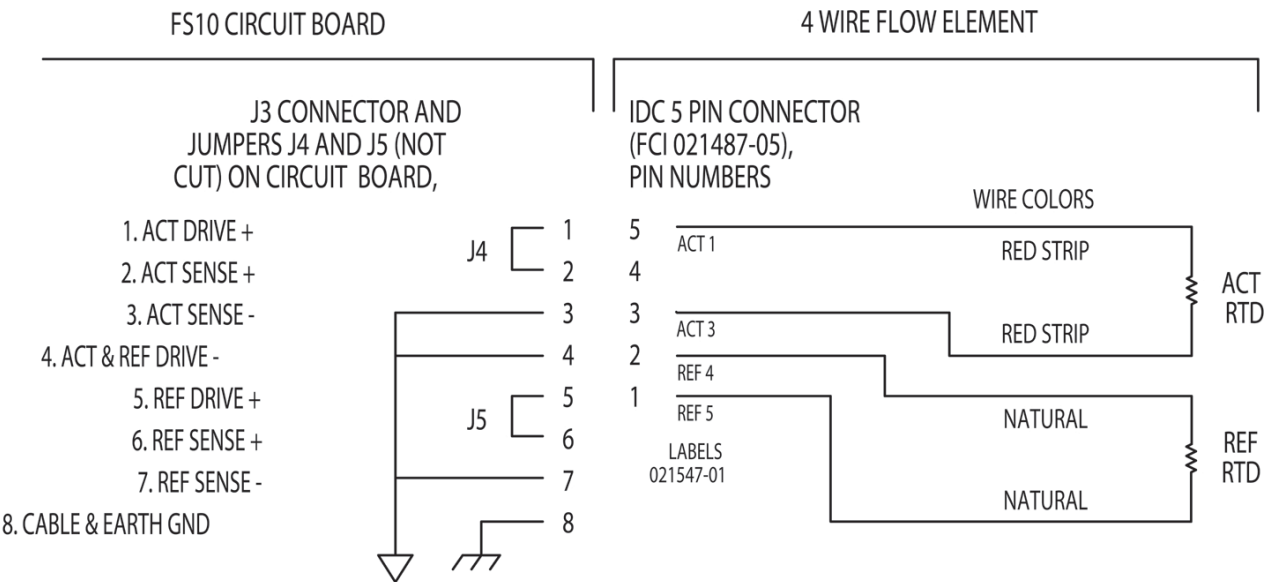 FS10 CIRCUIT BOARD
4 WIRE FLOW ELEMENT
J3 CONNECTOR AND
JUMPERS J4 AND J5 (NOT
CUT) ON CIRCUIT BOARD,
IDC 5 PIN CONNECTOR
(FCI 021487-05),
PIN NUMBERS
WIRE COLORS
1. ACT DRIVE +
2. ACT SENSE +
3. ACT SENSE -
4. ACT & REF DRIVE -
5. REF DRIVE +
6. REF SENSE +
7. REF SENSE -
8. CABLE & EARTH GND
J4
J5
1
2
3
4
5
6
7
8
5
4
3
2
1
ACT 1
ACT 3
REF 4
REF 5
LABELS
021547-01
RED STRIP
RED STRIP
NATURAL
NATURAL
ACT
RTD
REF
RTD